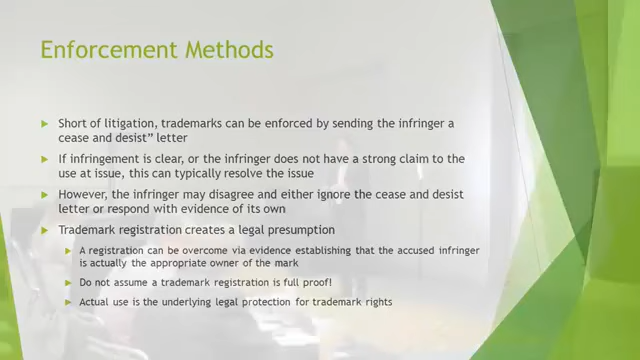 Enforcement Methods
Short of litigation, trademarks can be enforced by sending the infringer a
cease and desist” letter
If infringement is clear, or the infringer does not have a strong claim to the
use at issue, this can typically resolve the issue
However, the infringer may disagree and either ignore the cease and desist
letter or respond with evidence of its own
Trademark registration creates a legal presumption
A registration can be overcome via evidence establishing that the accused infringer
is actually the appropriate owner of the mark
Do not assume a trademark registration is full proof!
Actual use is the underlying legal protection for trademark rights